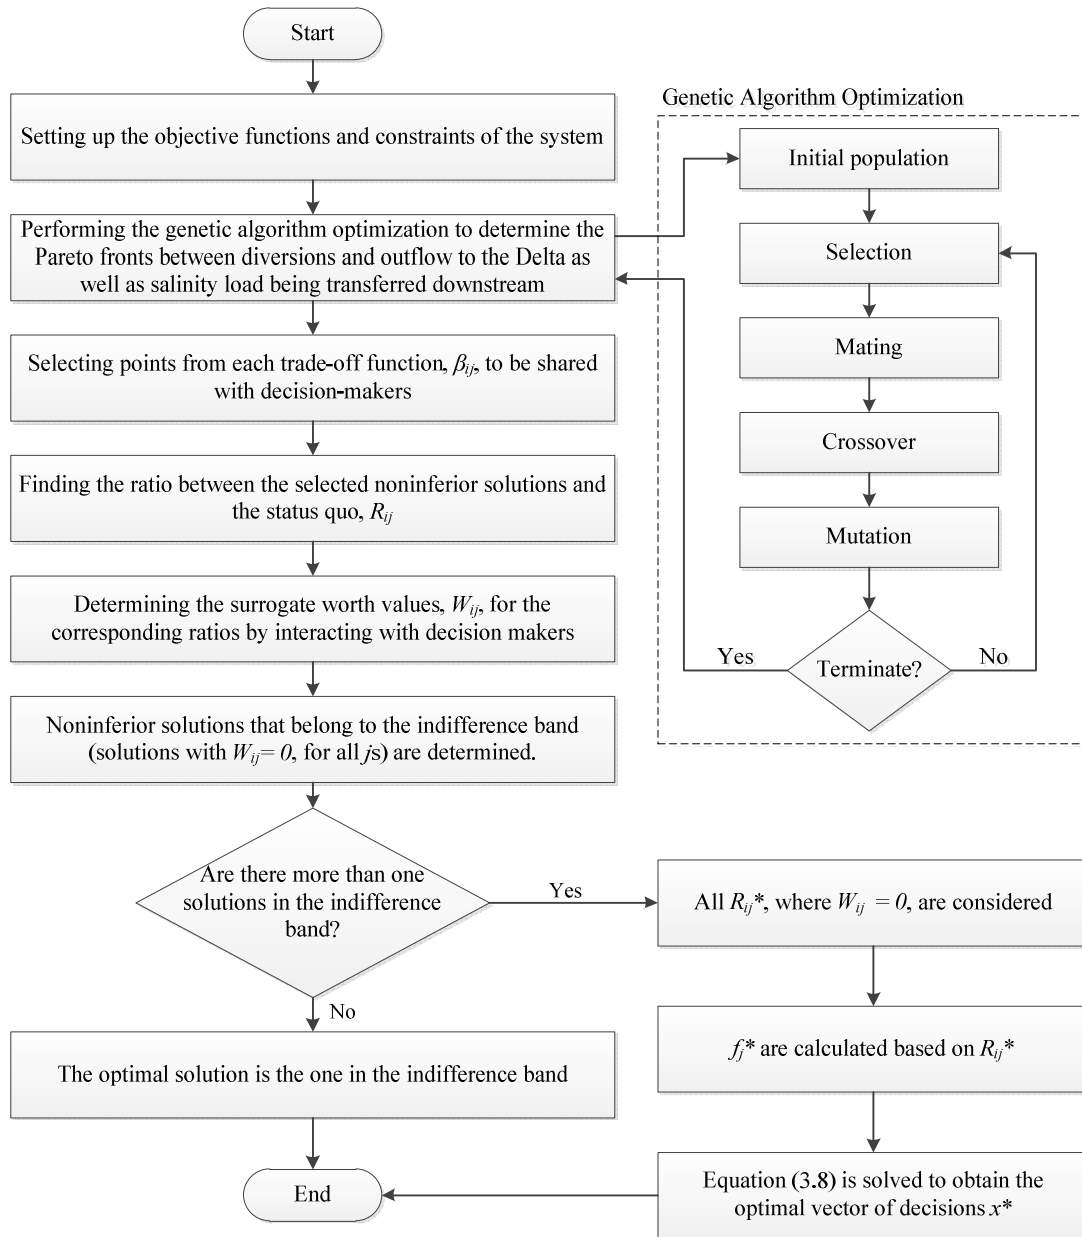 Start
Setting up the objective functions and constraints of the system
Performing the genetic algorithm optimization to determine the
Pareto fronts between diversions and outflow to the Delta as
well as salinity load being transferred downstream
Selecting points from each trade-off function, βij, to be shared
with decision-makers
Finding the ratio between the selected noninferior solutions and
the status quo, Rij
Determining the surrogate worth values, Wij, for the
corresponding ratios by interacting with decision makers
Noninferior solutions that belong to the indifference band
(solutions with Wij= 0, for all js) are determined.
Are there more than one
solutions in the indifference
band?
Yes
No
The optimal solution is the one in the indifference band
End
Genetic Algorithm Optimization
Initial population
Selection
Mating
Crossover
Mutation
Terminate?
Yes
No
All Rij*, where Wij = 0, are considered
fj* are calculated based on Rij*
Equation (3.8) is solved to obtain the
optimal vector of decisions x*